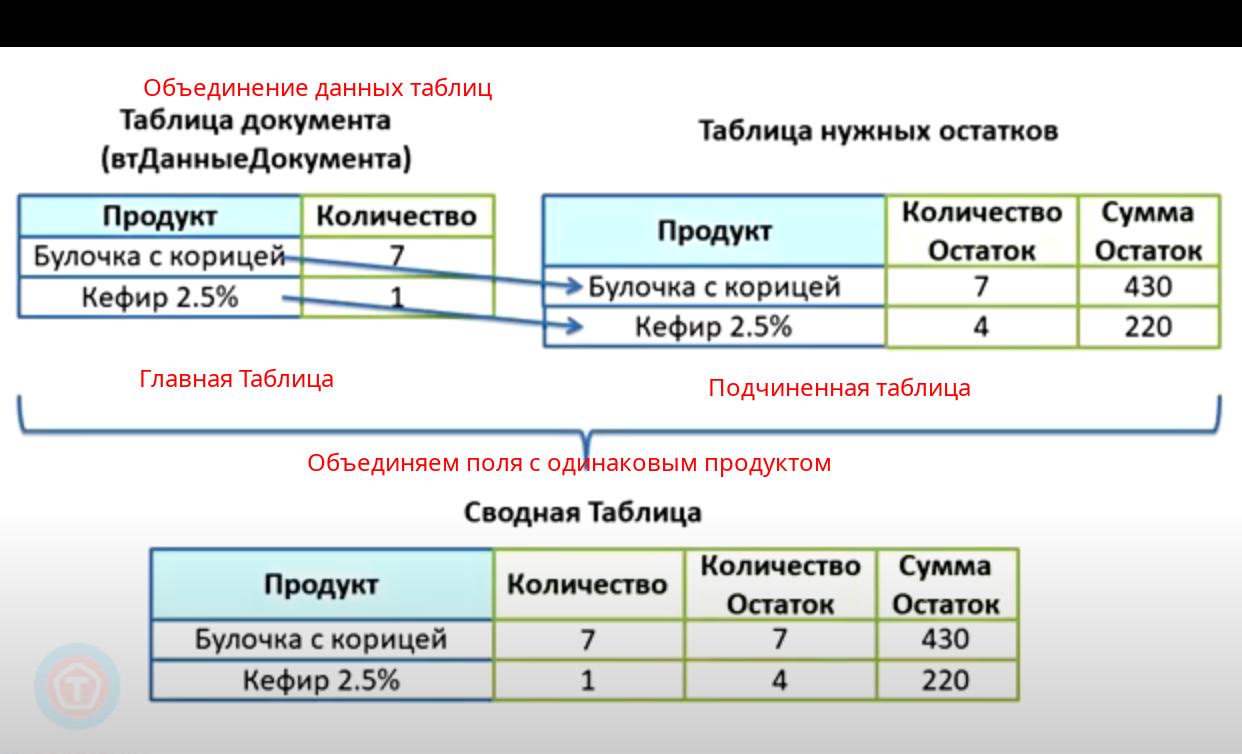 Объединение данных таблиц
Таблица документа
(втДанныеДокумента)
Продукт Количество
Булочка с корицей 7
Кефир 2.5% 1
Главная Таблица
Таблица нужных остатков
Продукт Количество Остаток Сумма Остаток
Булочка с корицей 7 430
Кефир 2.5% 4 220
Подчиненная таблица
Объединяем поля с одинаковым продуктом
Сводная Таблица
Продукт Количество Количество Остаток Сумма Остаток
Булочка с корицей 7 7 430
Кефир 2.5% 1 4 220